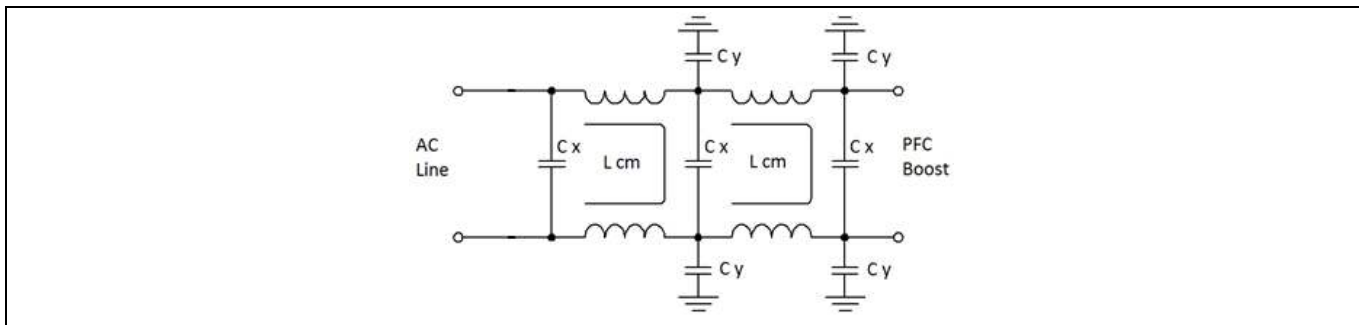 C y
C y
AC
Line
C x
L cm
C x
L cm
C x
PFC
Boost
C y
C y